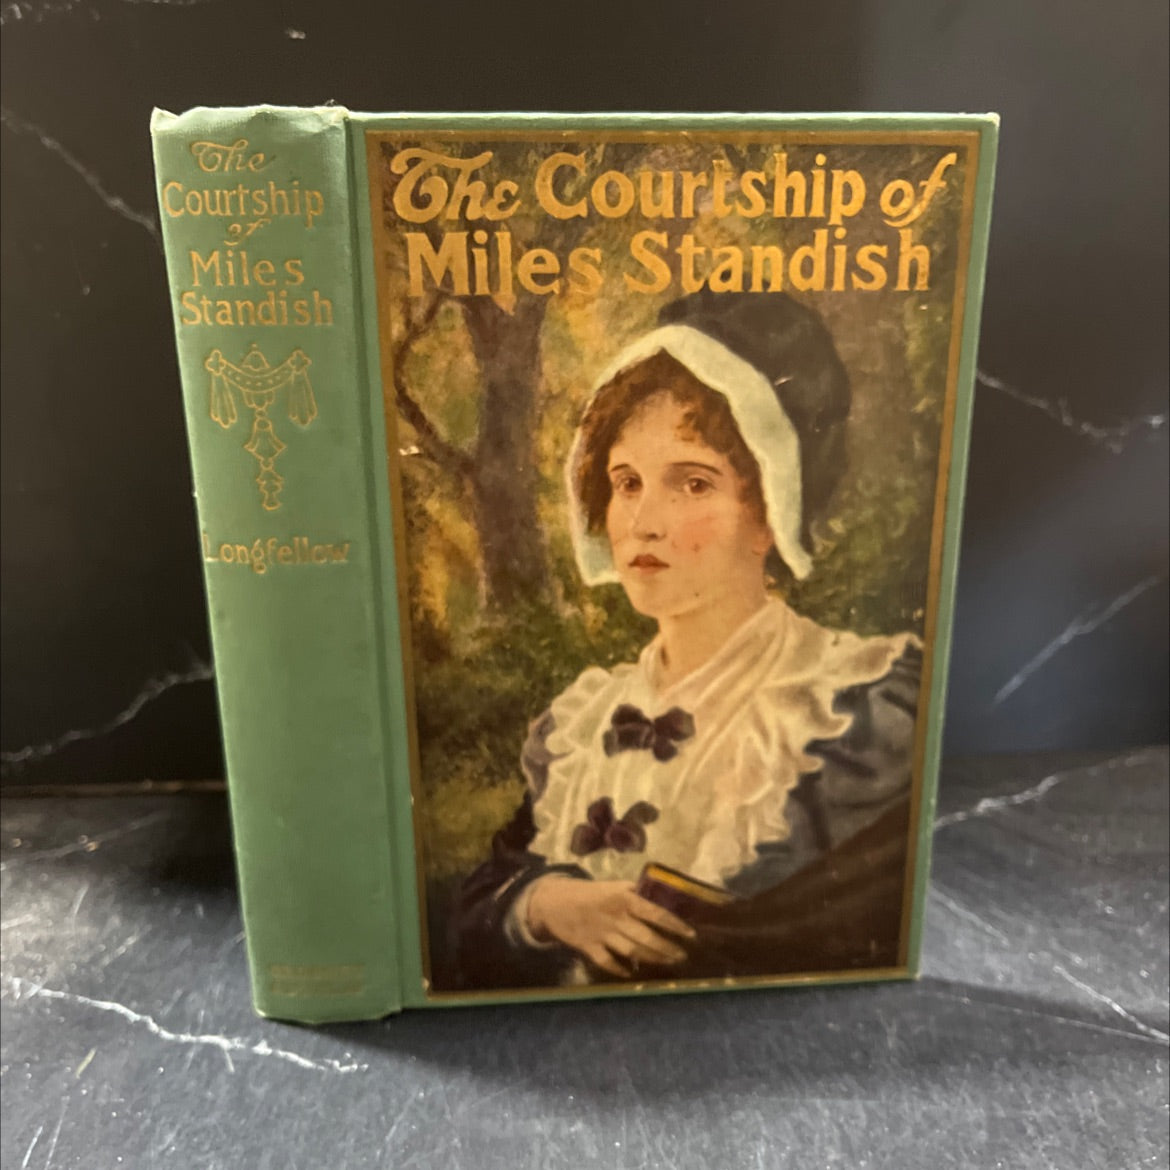 The
Courtship
of
Miles
Standish
Longfellow
The Courtship of
Miles Standish